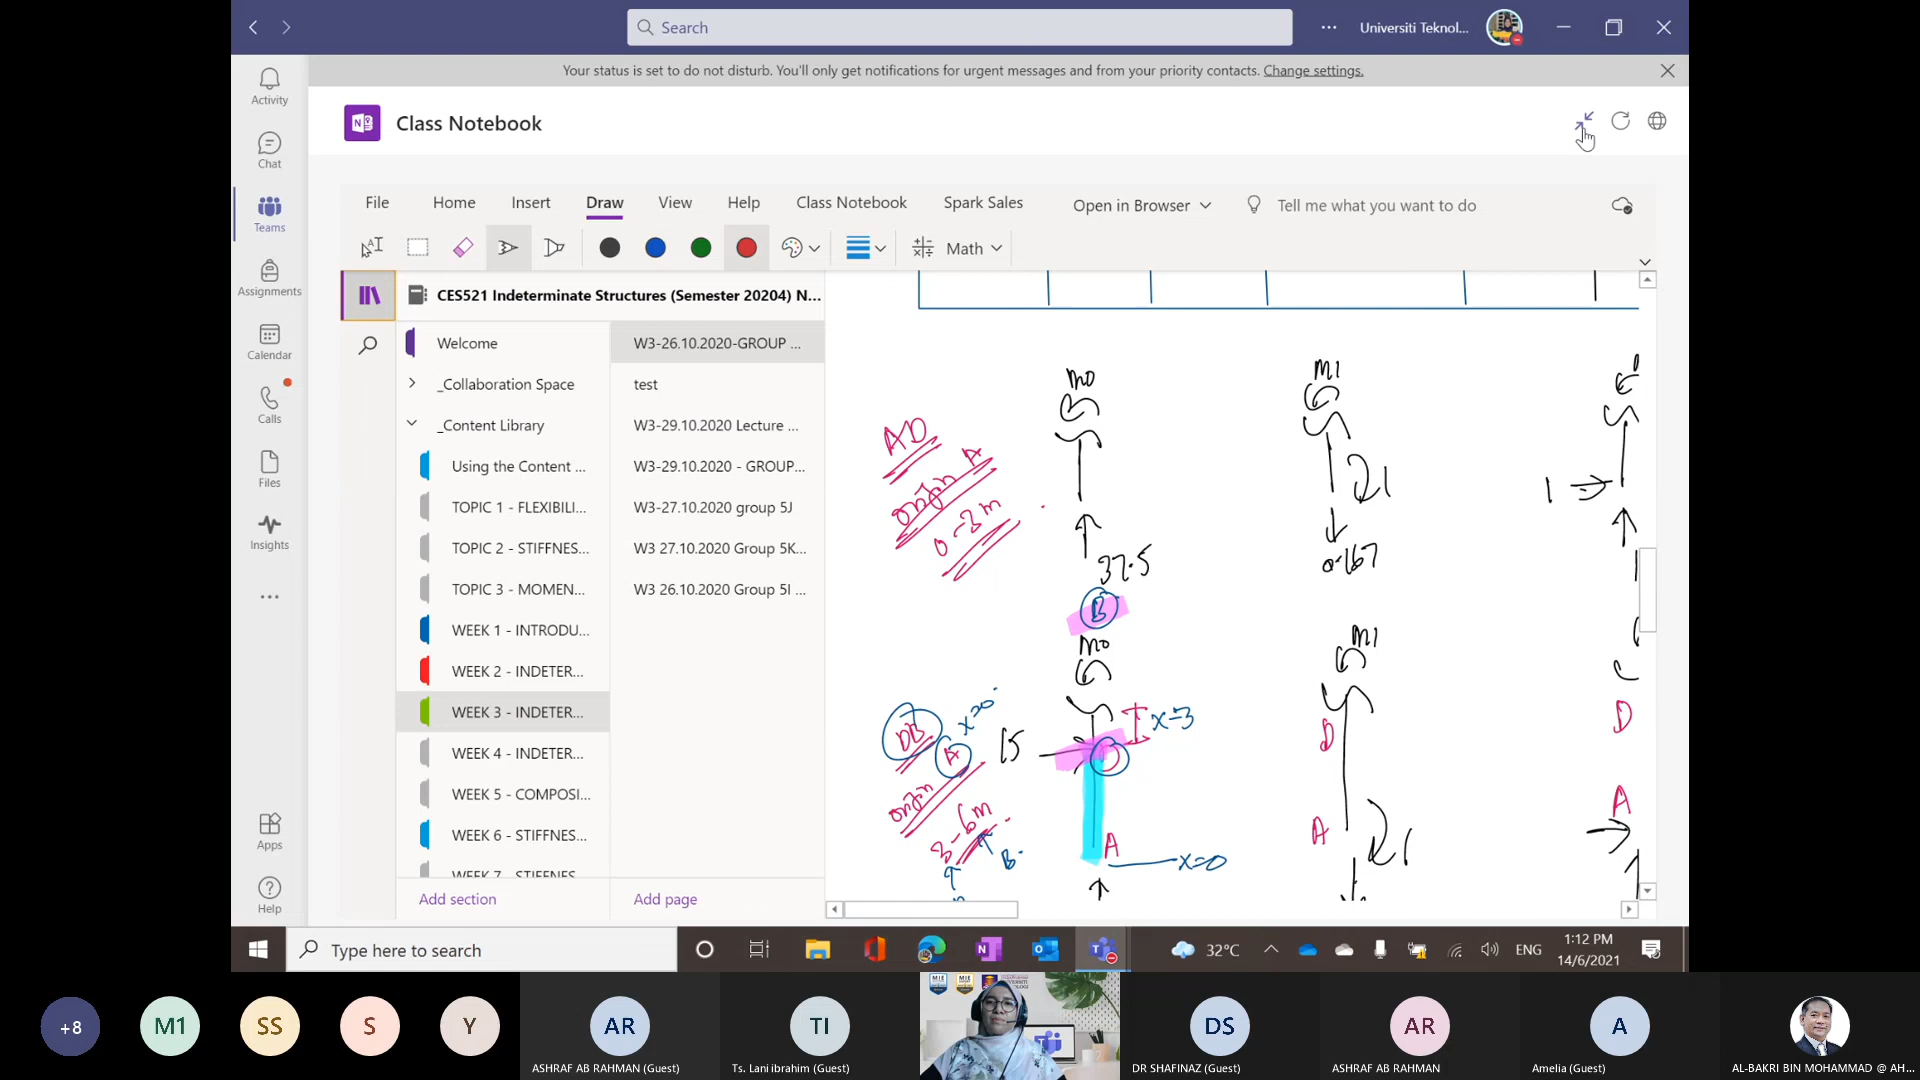 Search
Universiti Teknol...
Your status is set to do not disturb. You'll only get notifications for urgent messages and from your priority contacts. Change settings.
Activity
Chat
Teams
Assignments
Calendar
Calls
Files
Insights
Apps
Help
Class Notebook
File Home Insert Draw View Help Class Notebook Spark Sales Open in Browser Tell me what you want to do
Math
CES521 Indeterminate Structures (Semester 20204) N...
Welcome
_Collaboration Space
_Content Library
Using the Content ...
TOPIC 1 - FLEXIBILI...
TOPIC 2 - STIFFNES...
TOPIC 3 - MOMEN...
WEEK 1 - INTRODU...
WEEK 2 - INDETER...
WEEK 3 - INDETER...
WEEK 4 - INDETER...
WEEK 5 - COMPOSI...
WEEK 6 - STIFFNES...
WEEK 7 - STIFFNES
Add section
W3-26.10.2020-GROUP ...
test
W3-29.10.2020 Lecture ...
W3-29.10.2020 - GROUP...
W3-27.10.2020 group 5J
W3 27.10.2020 Group 5K...
W3 26.10.2020 Group 5I ...
Add page
M0
M1
AD
origin A
0-3m
1
37.5
0.167
B
M0
M1
DB
A
x=0
origin
3-6m
B
15
x=3
D
D
A
A
A
x=0
Type here to search
32°C
ENG
1:12 PM
14/6/2021
+8
M1
SS
S
Y
AR
ASHRAF AB RAHMAN (Guest)
TI
Ts. Lani ibrahim (Guest)
DS
DR SHAFINAZ (Guest)
AR
ASHRAF AB RAHMAN
A
Amelia (Guest)
AL-BAKRI BIN MOHAMMAD @ AH...